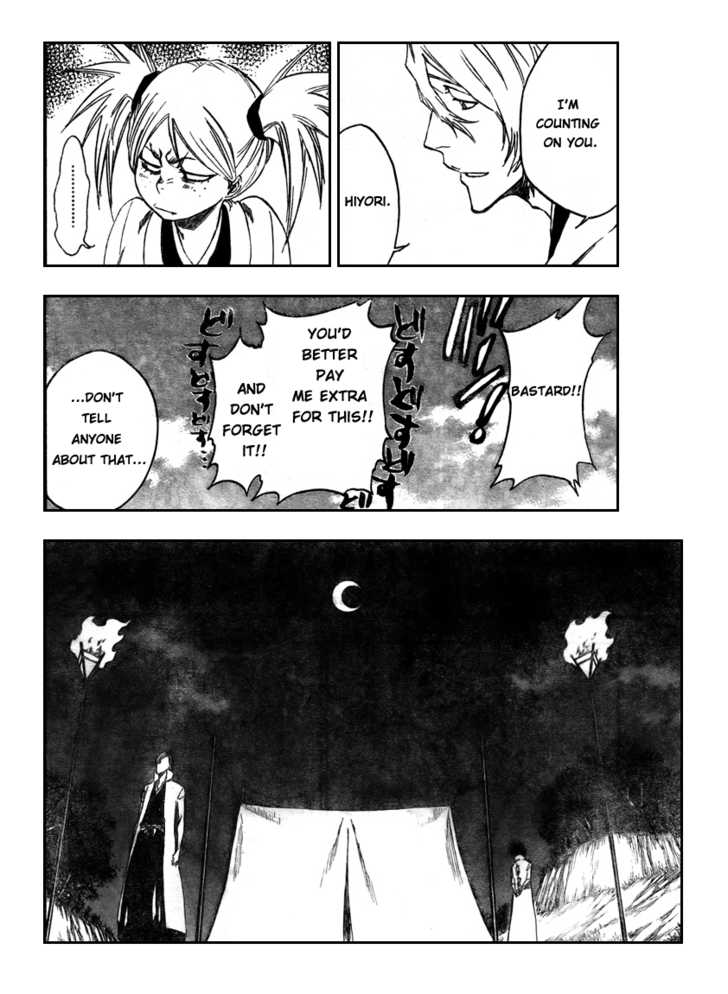 I'M
COUNTING
ON YOU.
HIYORI.
..........
BASTARD!!
YOU'D
BETTER
PAY
ME EXTRA
FOR THIS!!
AND
DON'T
FORGET
IT!!
...DON'T
TELL
ANYONE
ABOUT THAT...
どすどすどす
どすどすどす…